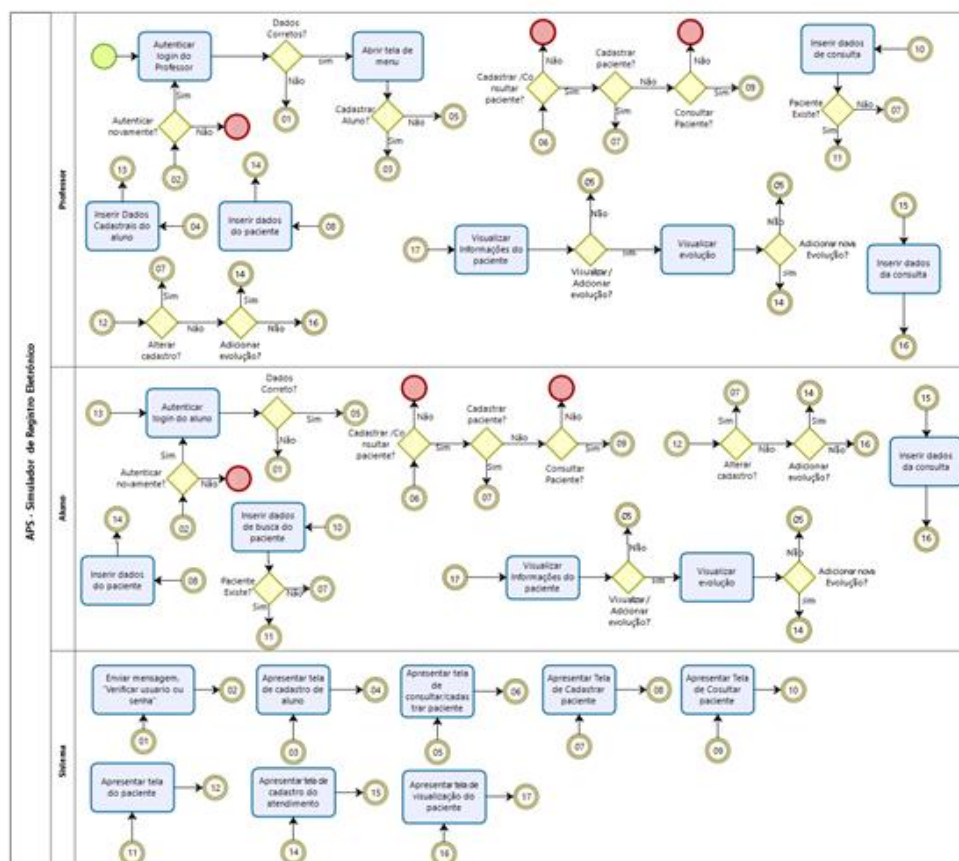 APS - Simulador de Registro Eletrônico
Professor
Autenticar
login do
Professor
Dados
Corretos?
sim
Não
01
Abrir tela de
menu
Cadastrar
Aluno?
Não
05
Sim
03
Autenticar
novamente?
Sim
Não
02
Cadastrar /Co
nsultar
paciente?
Não
Sim
06
Cadastrar
paciente?
Não
Sim
07
Não
Sim
09
Consultar
Paciente?
Inserir dados
de consulta
10
Paciente
Existe?
Não
07
Sim
11
13
Inserir Dados
Cadastrais do
aluno
04
14
Inserir dados
do paciente
08
17
Visualizar
Informações do
paciente
05
Não
sim
Visualizar /
Adcionar
evolução?
Visualizar
evolução
05
Não
Adicionar nova
Evolução?
sim
14
15
Inserir dados
da consulta
16
07
Sim
12
Não
Alterar
cadastro?
14
Sim
Não
16
Adicionar
evolução?
Aluno
13
Autenticar
login do aluno
Dados
Correto?
Sim
05
Não
01
Autenticar
novamente?
Sim
Não
02
Cadastrar /Co
nsultar
paciente?
Não
Sim
06
Cadastrar
paciente?
Não
Sim
07
Não
Sim
09
Consultar
Paciente?
07
Sim
12
Não
Alterar
cadastro?
14
Sim
Não
16
Adicionar
evolução?
15
Inserir dados
da consulta
16
14
Inserir dados
do paciente
08
Inserir dados
de busca do
paciente
10
Paciente
Existe?
Não
07
Sim
11
17
Visualizar
Informações do
paciente
05
Não
sim
Visualizar /
Adcionar
evolução?
Visualizar
evolução
05
Não
Adicionar nova
Evolução?
sim
14
Sistema
Enviar mensagem.
"Verificar usuario ou
senha"
02
01
Apresentar tela
de cadastro de
aluno
04
03
Apresentar tela
de
consultar/cadas
trar paciente
06
05
Apresentar Tela
de Cadastrar
paciente
08
07
Apresentar Tela
de Cosultar
paciente
10
09
Apresentar tela
do paciente
12
11
Apresentar tela de
cadastro do
atendimento
15
14
Apresentar tela de
visualização do
paciente
17
16